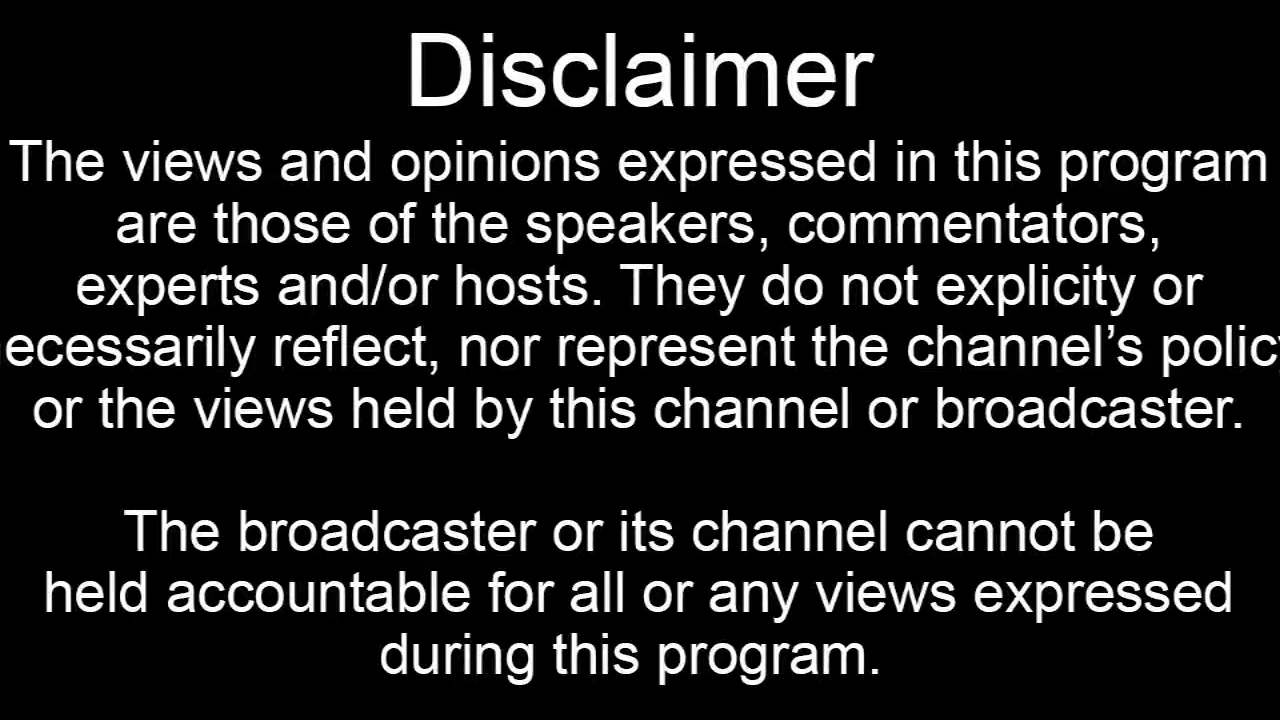 Disclaimer
The views and opinions expressed in this program
are those of the speakers, commentators,
experts and/or hosts. They do not explicity or
ecessarily reflect, nor represent the channel’s policy
or the views held by this channel or broadcaster.
The broadcaster or its channel cannot be
held accountable for all or any views expressed
during this program.